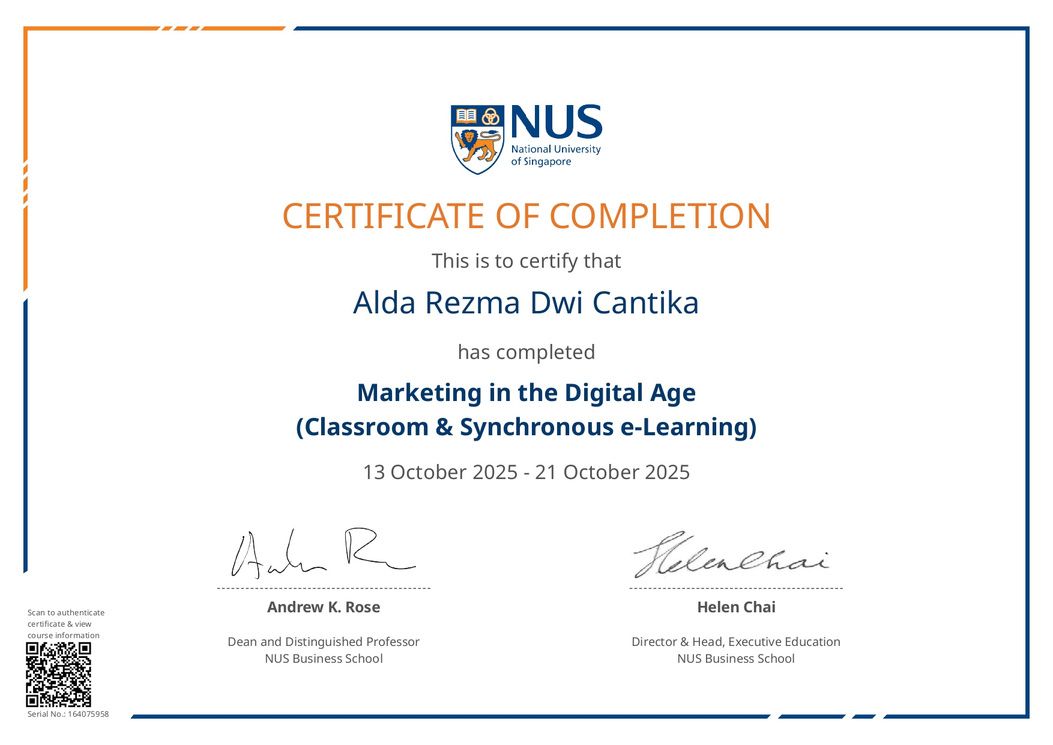 NUS
National University
of Singapore
CERTIFICATE OF COMPLETION
This is to certify that
Alda Rezma Dwi Cantika
has completed
Marketing in the Digital Age
(Classroom & Synchronous e-Learning)
13 October 2025 - 21 October 2025
Helen Chai
Andrew K. Rose
Helen Chai
Dean and Distinguished Professor
NUS Business School
Director & Head, Executive Education
NUS Business School
Scan to authenticate
certificate & view
course information
Serial No.: 164075958